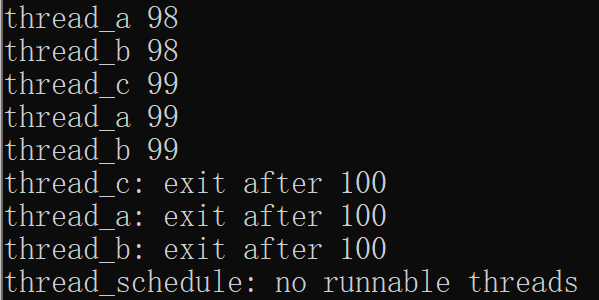 thread_a 98
thread_b 98
thread_c 99
thread_a 99
thread_b 99
thread_c: exit after 100
thread_a: exit after 100
thread_b: exit after 100
thread_schedule: no runnable threads